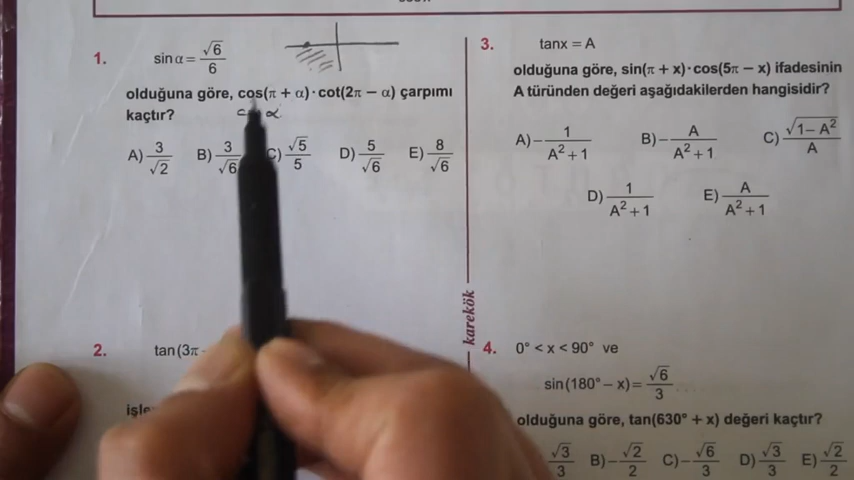 1. sin α = √6/6
olduğuna göre, cos(π + α) · cot(2π − α) çarpımı
kaçtır?
α
A) 3/√2 B) 3/√6 C) √5/5 D) 5/√6 E) 8/√6
2. tan(3π -
işle
karekök
3. tanx = A
olduğuna göre, sin(π + x) · cos(5π − x) ifadesinin
A türünden değeri aşağıdakilerden hangisidir?
A) − 1/(A² + 1) B) − A/(A² + 1) C) √(1 − A²)/A
D) 1/(A² + 1) E) A/(A² + 1)
4. 0° < x < 90° ve
sin(180° − x) = √6/3
olduğuna göre, tan(630° + x) değeri kaçtır?
√3/3 B) − √2/2 C) − √6/3 D) √3/3 E) √2/2